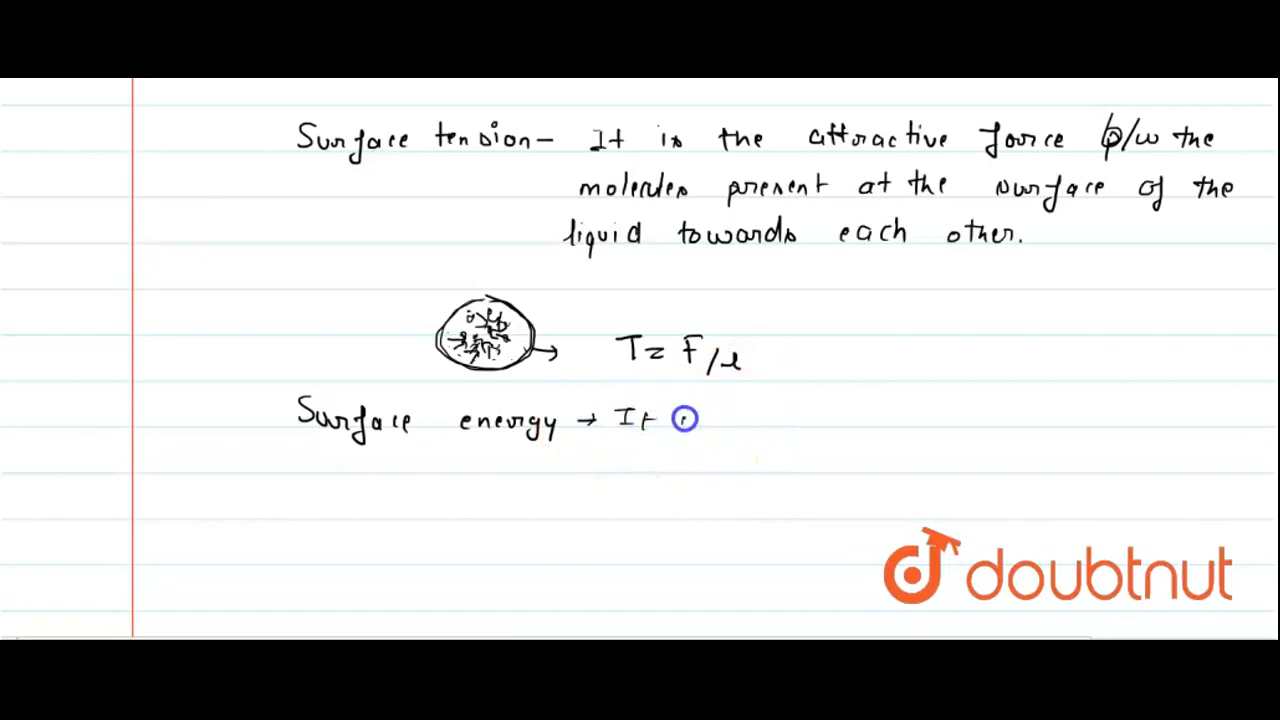 Surface tension- It is the attractive force b/w the
molecules present at the surface of the
liquid towards each other.
T= F/l
Surface energy → It
doubtnut